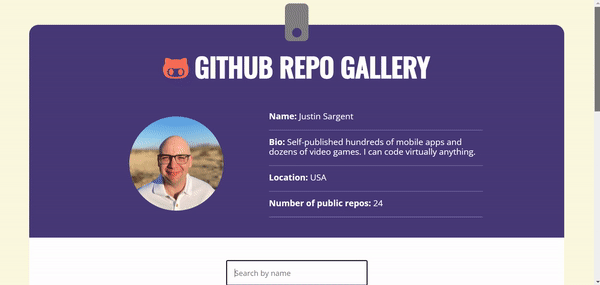 GITHUB REPO GALLERY
Name: Justin Sargent
Bio: Self-published hundreds of mobile apps and
dozens of video games. I can code virtually anything.
Location: USA
Number of public repos: 24
Search by name